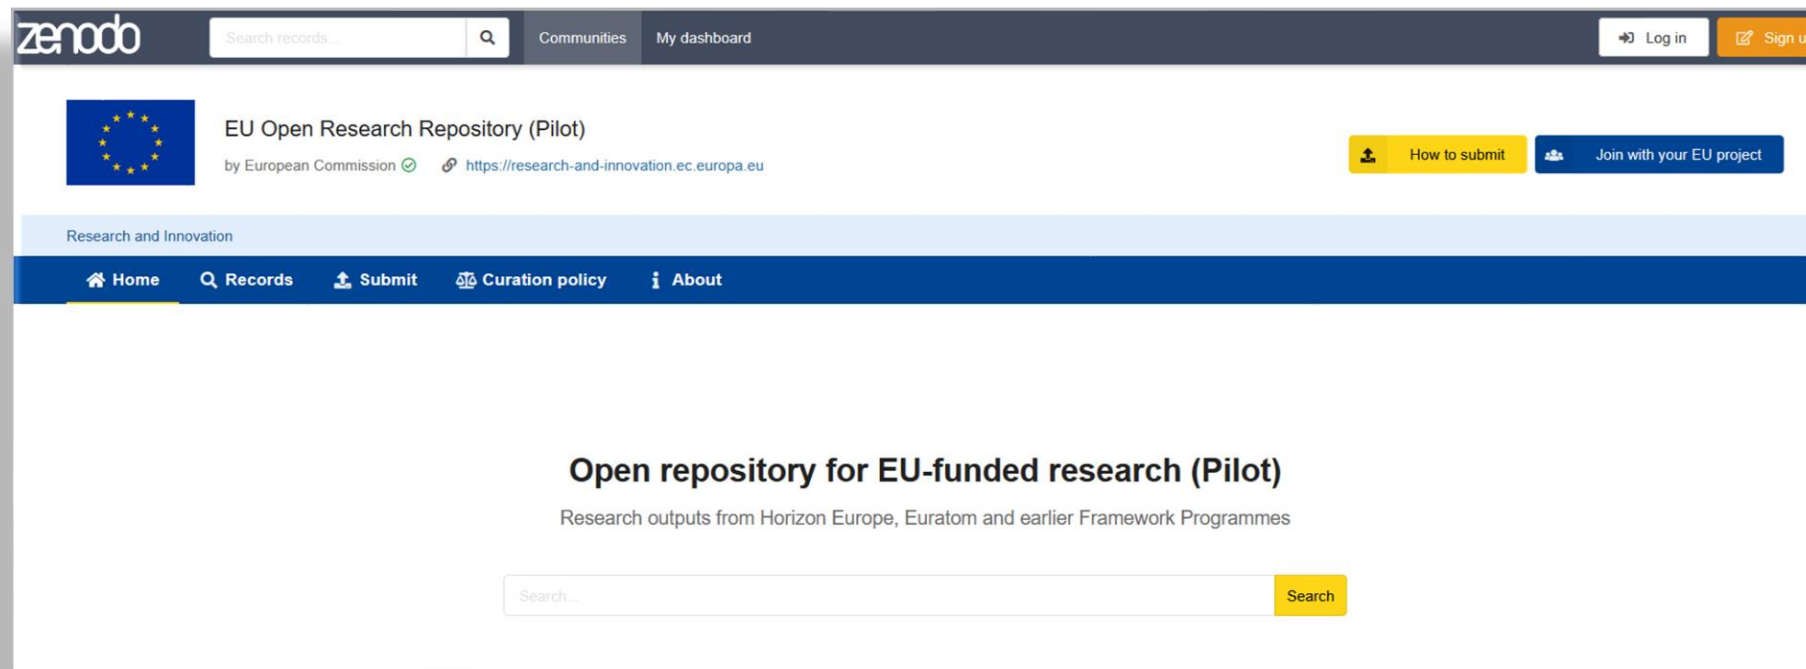 zenodo
Search records...
Communities
My dashboard
Log in
Sign u
EU Open Research Repository (Pilot)
by European Commission
https://research-and-innovation.ec.europa.eu
How to submit
Join with your EU project
Research and Innovation
Home
Records
Submit
Curation policy
About
Open repository for EU-funded research (Pilot)
Research outputs from Horizon Europe, Euratom and earlier Framework Programmes
Search...
Search